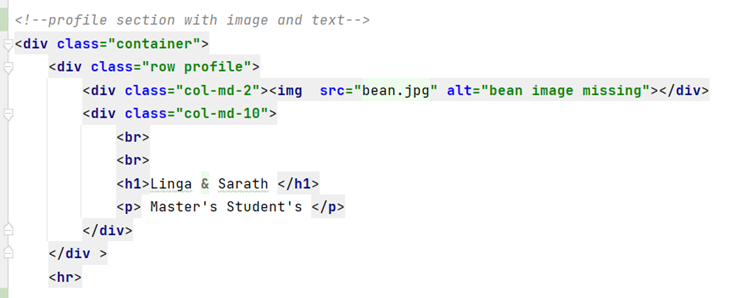 <!--profile section with image and text-->
<div class="container">
<div class="row profile">
<div class="col-md-2"><img  src="bean.jpg" alt="bean image missing"></div>
<div class="col-md-10">
<br>
<br>
<h1>Linga & Sarath </h1>
<p> Master's Student's </p>
</div>
</div >
<hr>